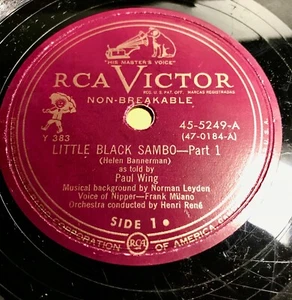 "HIS MASTER'S VOICE"
RCA VICTOR
REG. U.S. PAT. OFF. MARCAS REGISTRADAS
NON-BREAKABLE
45-5249-A
Y 383
(47-0184-A)
LITTLE BLACK SAMBO—Part 1
(Helen Bannerman)
as told by
Paul Wing
Musical background by Norman Leyden
Voice of Nipper—Frank Milano
Orchestra conducted by Henri René
SIDE 1
CORPORATION OF AMERICA
RCA